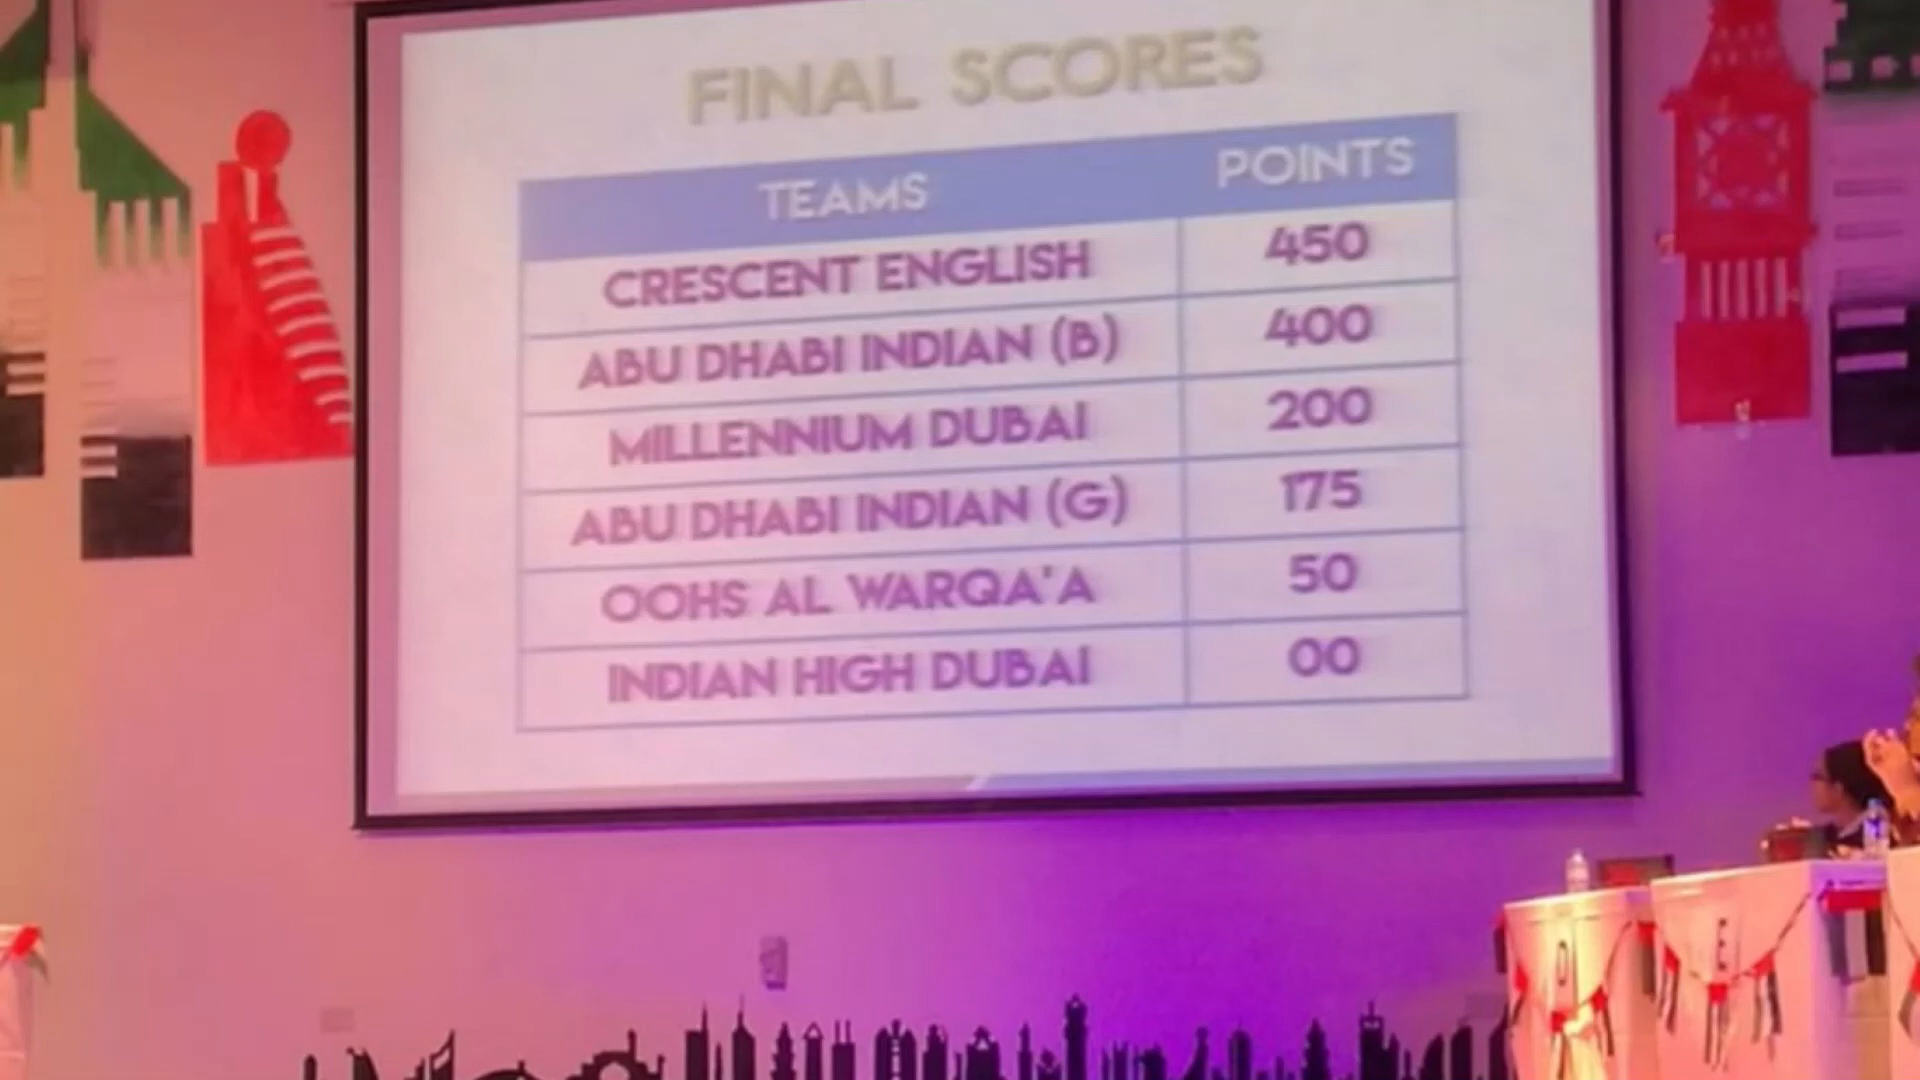 FINAL SCORES
TEAMS POINTS
CRESCENT ENGLISH 450
ABU DHABI INDIAN (B) 400
MILLENNIUM DUBAI 200
ABU DHABI INDIAN (G) 175
OOHS AL WARQA'A 50
INDIAN HIGH DUBAI 00
D
E